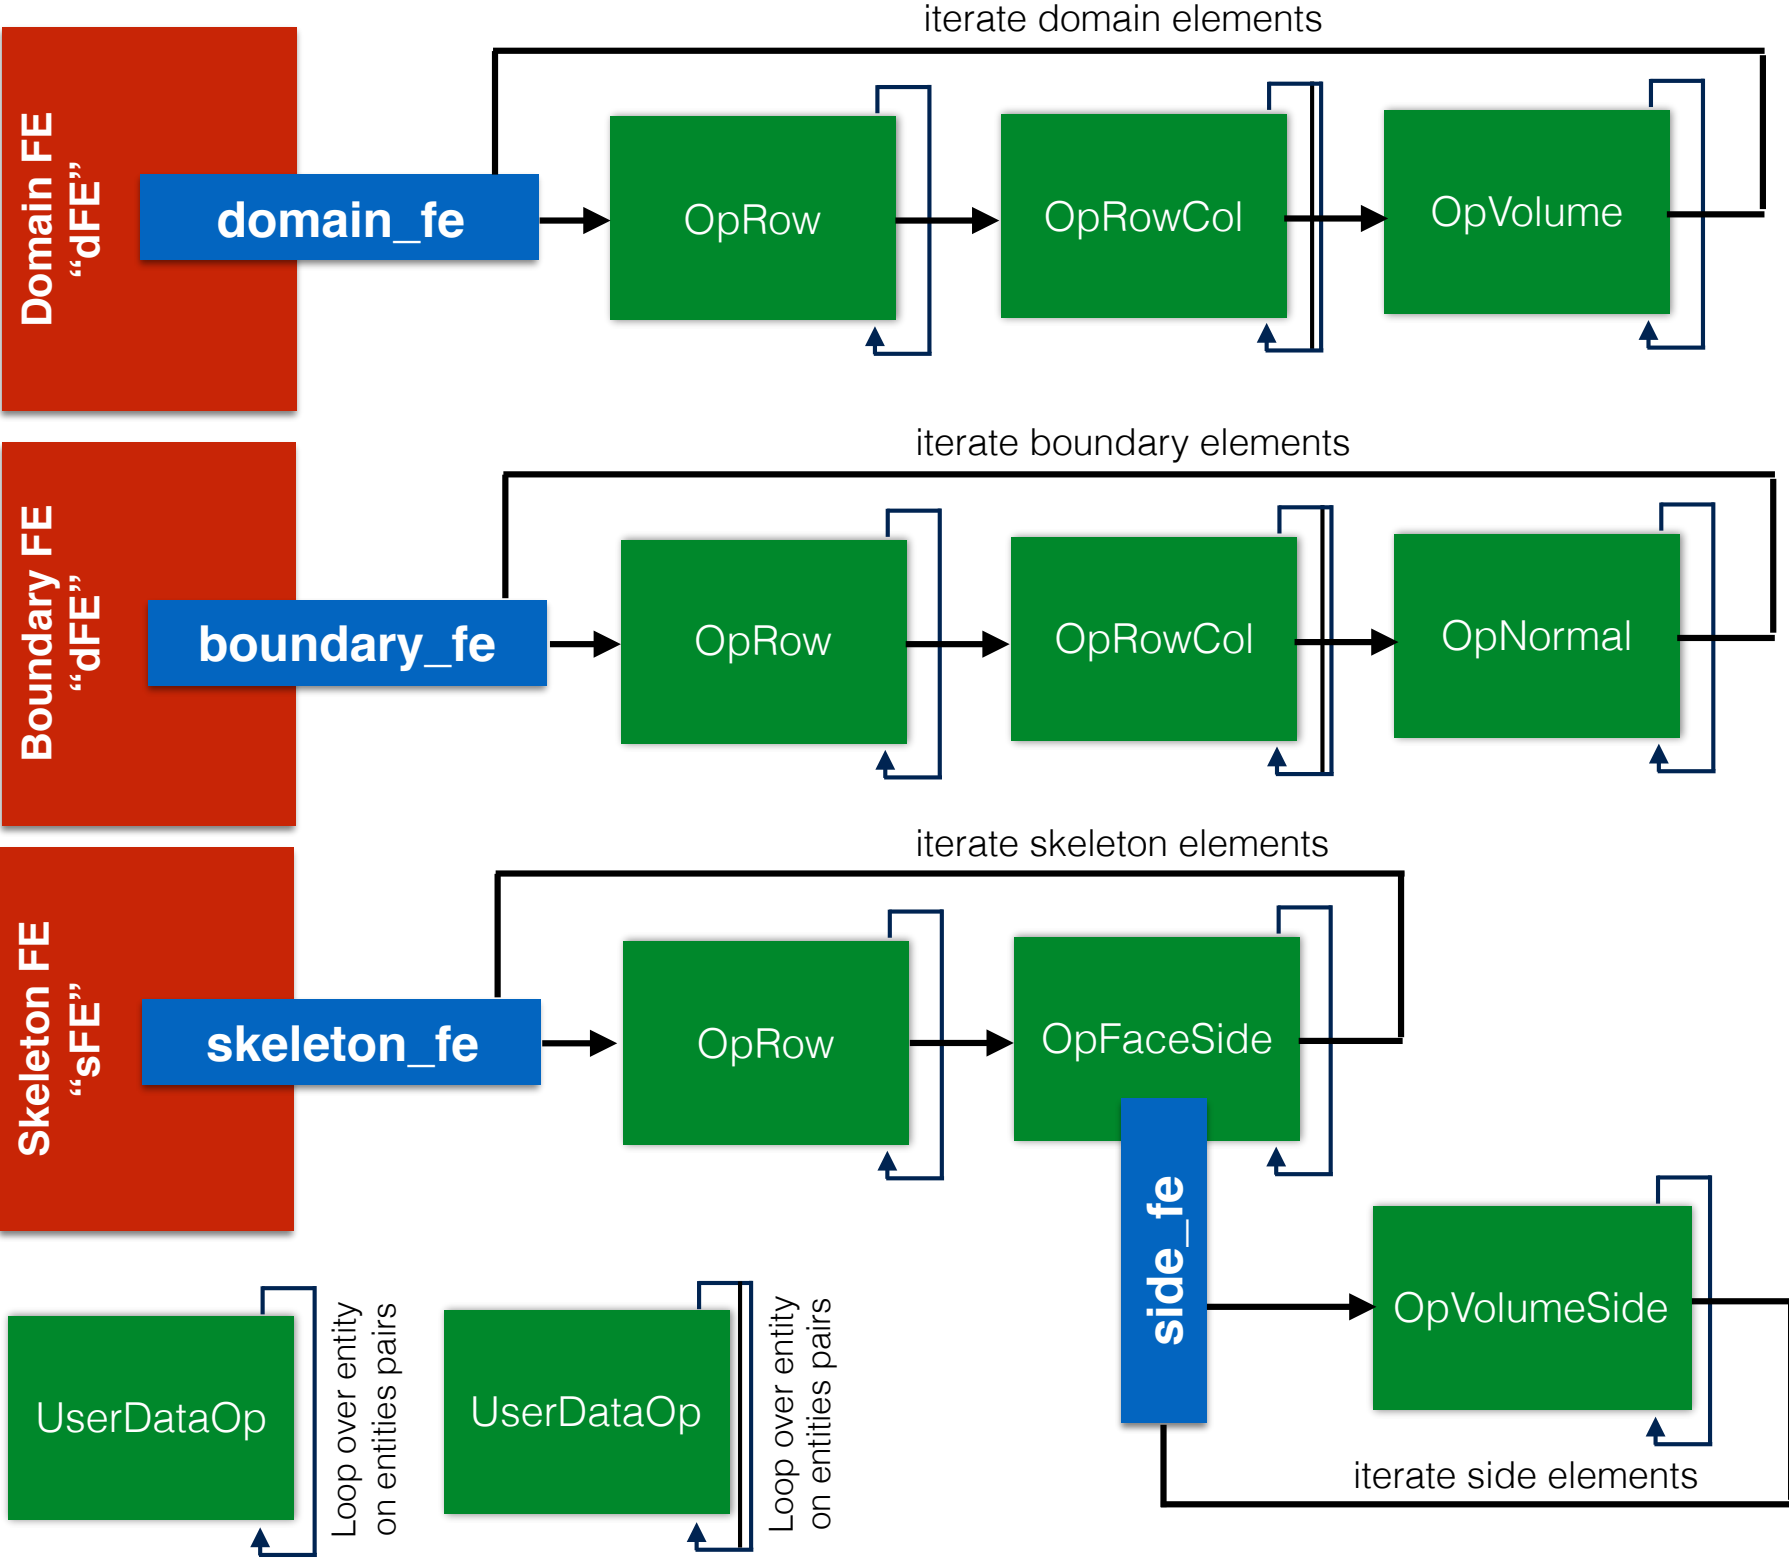 iterate domain elements
Domain FE
“dFE”
domain_fe
OpRow
OpRowCol
OpVolume
iterate boundary elements
Boundary FE
“dFE”
boundary_fe
OpRow
OpRowCol
OpNormal
iterate skeleton elements
Skeleton FE
“sFE”
skeleton_fe
OpRow
OpFaceSide
side_fe
OpVolumeSide
iterate side elements
UserDataOp
Loop over entity
on entities pairs
UserDataOp
Loop over entity
on entities pairs